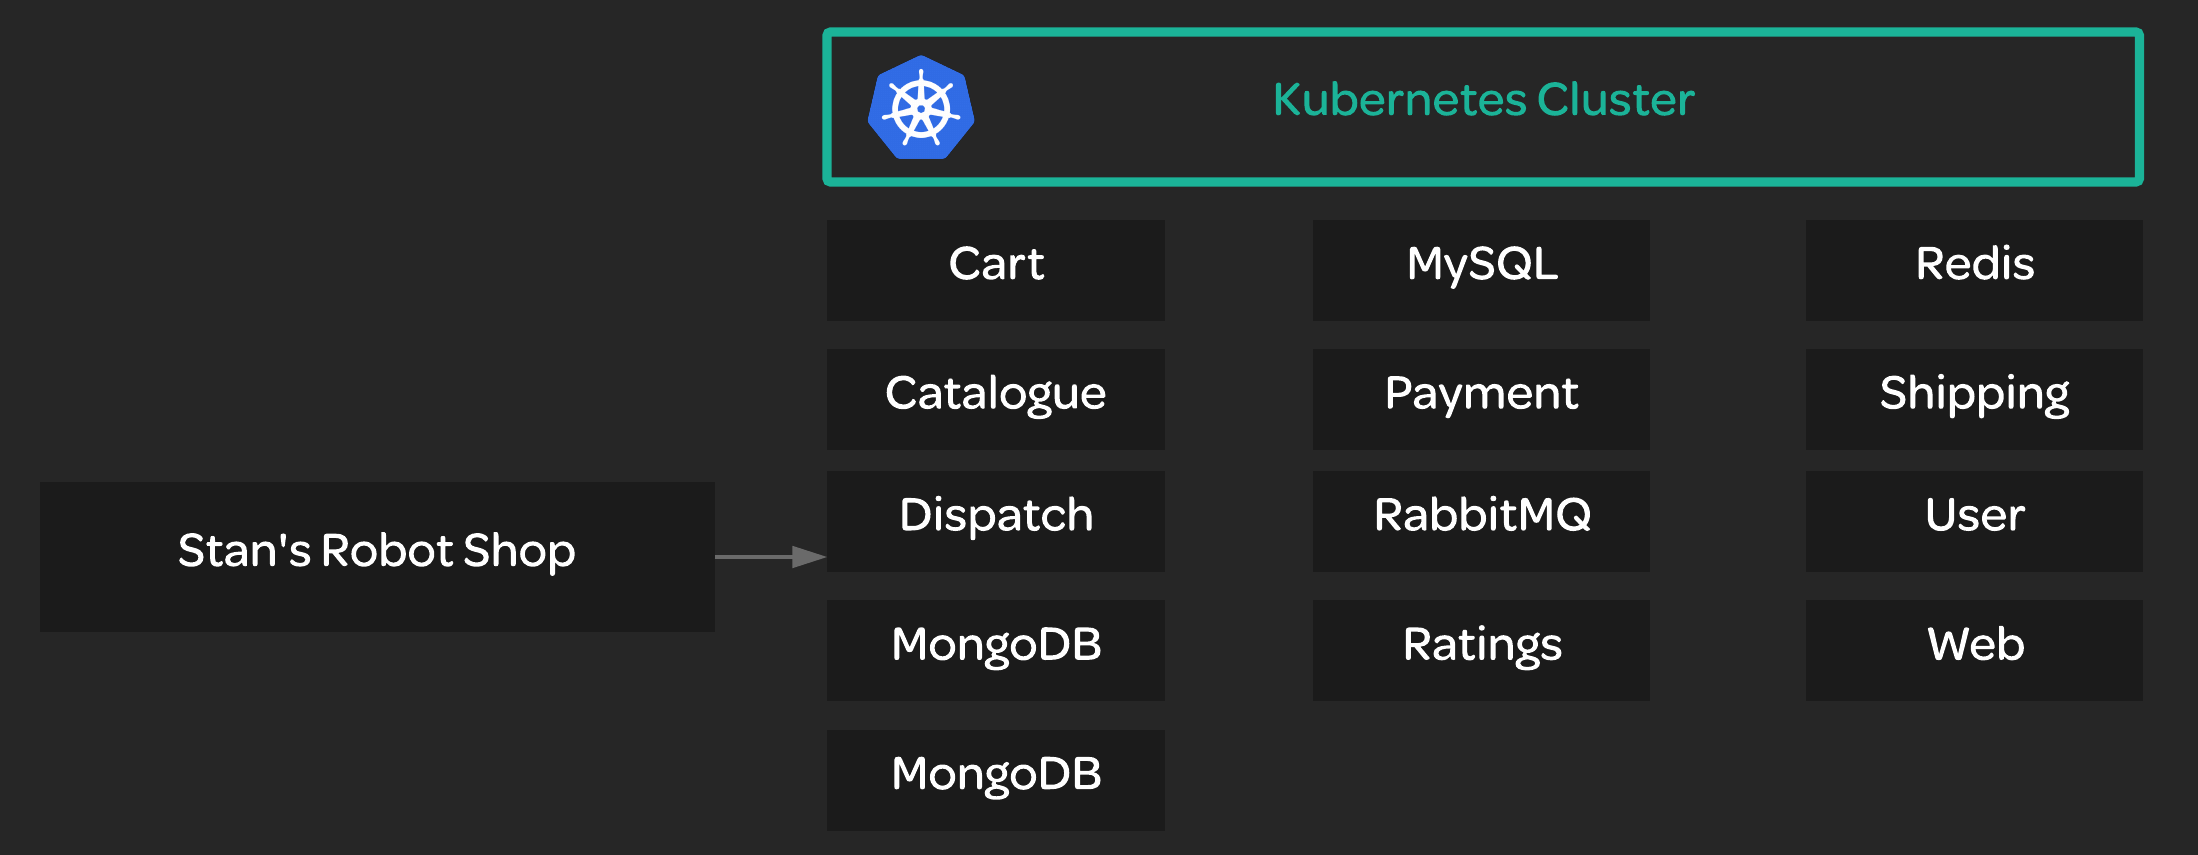 Kubernetes Cluster
Cart
MySQL
Redis
Catalogue
Payment
Shipping
Dispatch
RabbitMQ
User
Stan's Robot Shop
MongoDB
Ratings
Web
MongoDB